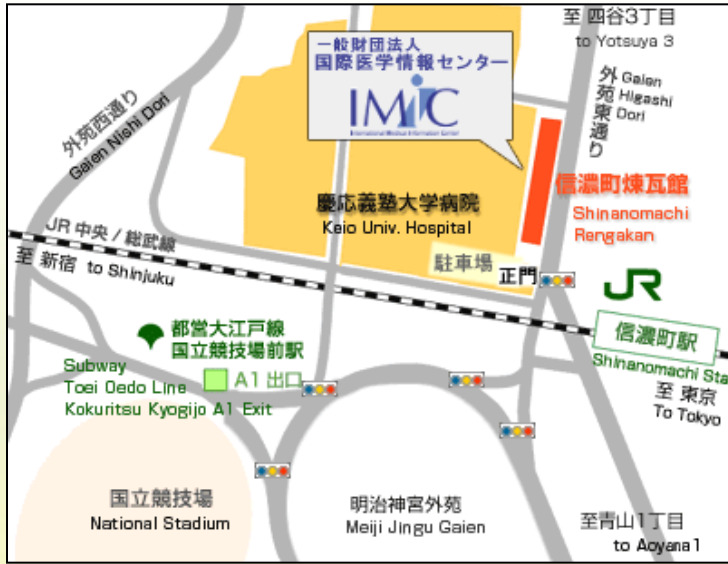 至 四谷3丁目
to Yotsuya 3
一般財団法人
国際医学情報センター
IMIC
International Medical Information Center
外苑東通り
Gaien
Higashi
Dori
外苑西通り
Gaien Nishi Dori
信濃町煉瓦館
Shinanomachi
Rengakan
慶応義塾大学病院
Keio Univ. Hospital
駐車場
正門
JR
JR 中央 / 総武線
至 新宿 to Shinjuku
信濃町駅
Shinanomachi Sta
至 東京
To Tokyo
都営大江戸線
国立競技場前駅
Subway
Toei Oedo Line
Kokuritsu Kyogijo A1 Exit
A1 出口
国立競技場
National Stadium
明治神宮外苑
Meiji Jingu Gaien
至青山1丁目
to Aoyana 1